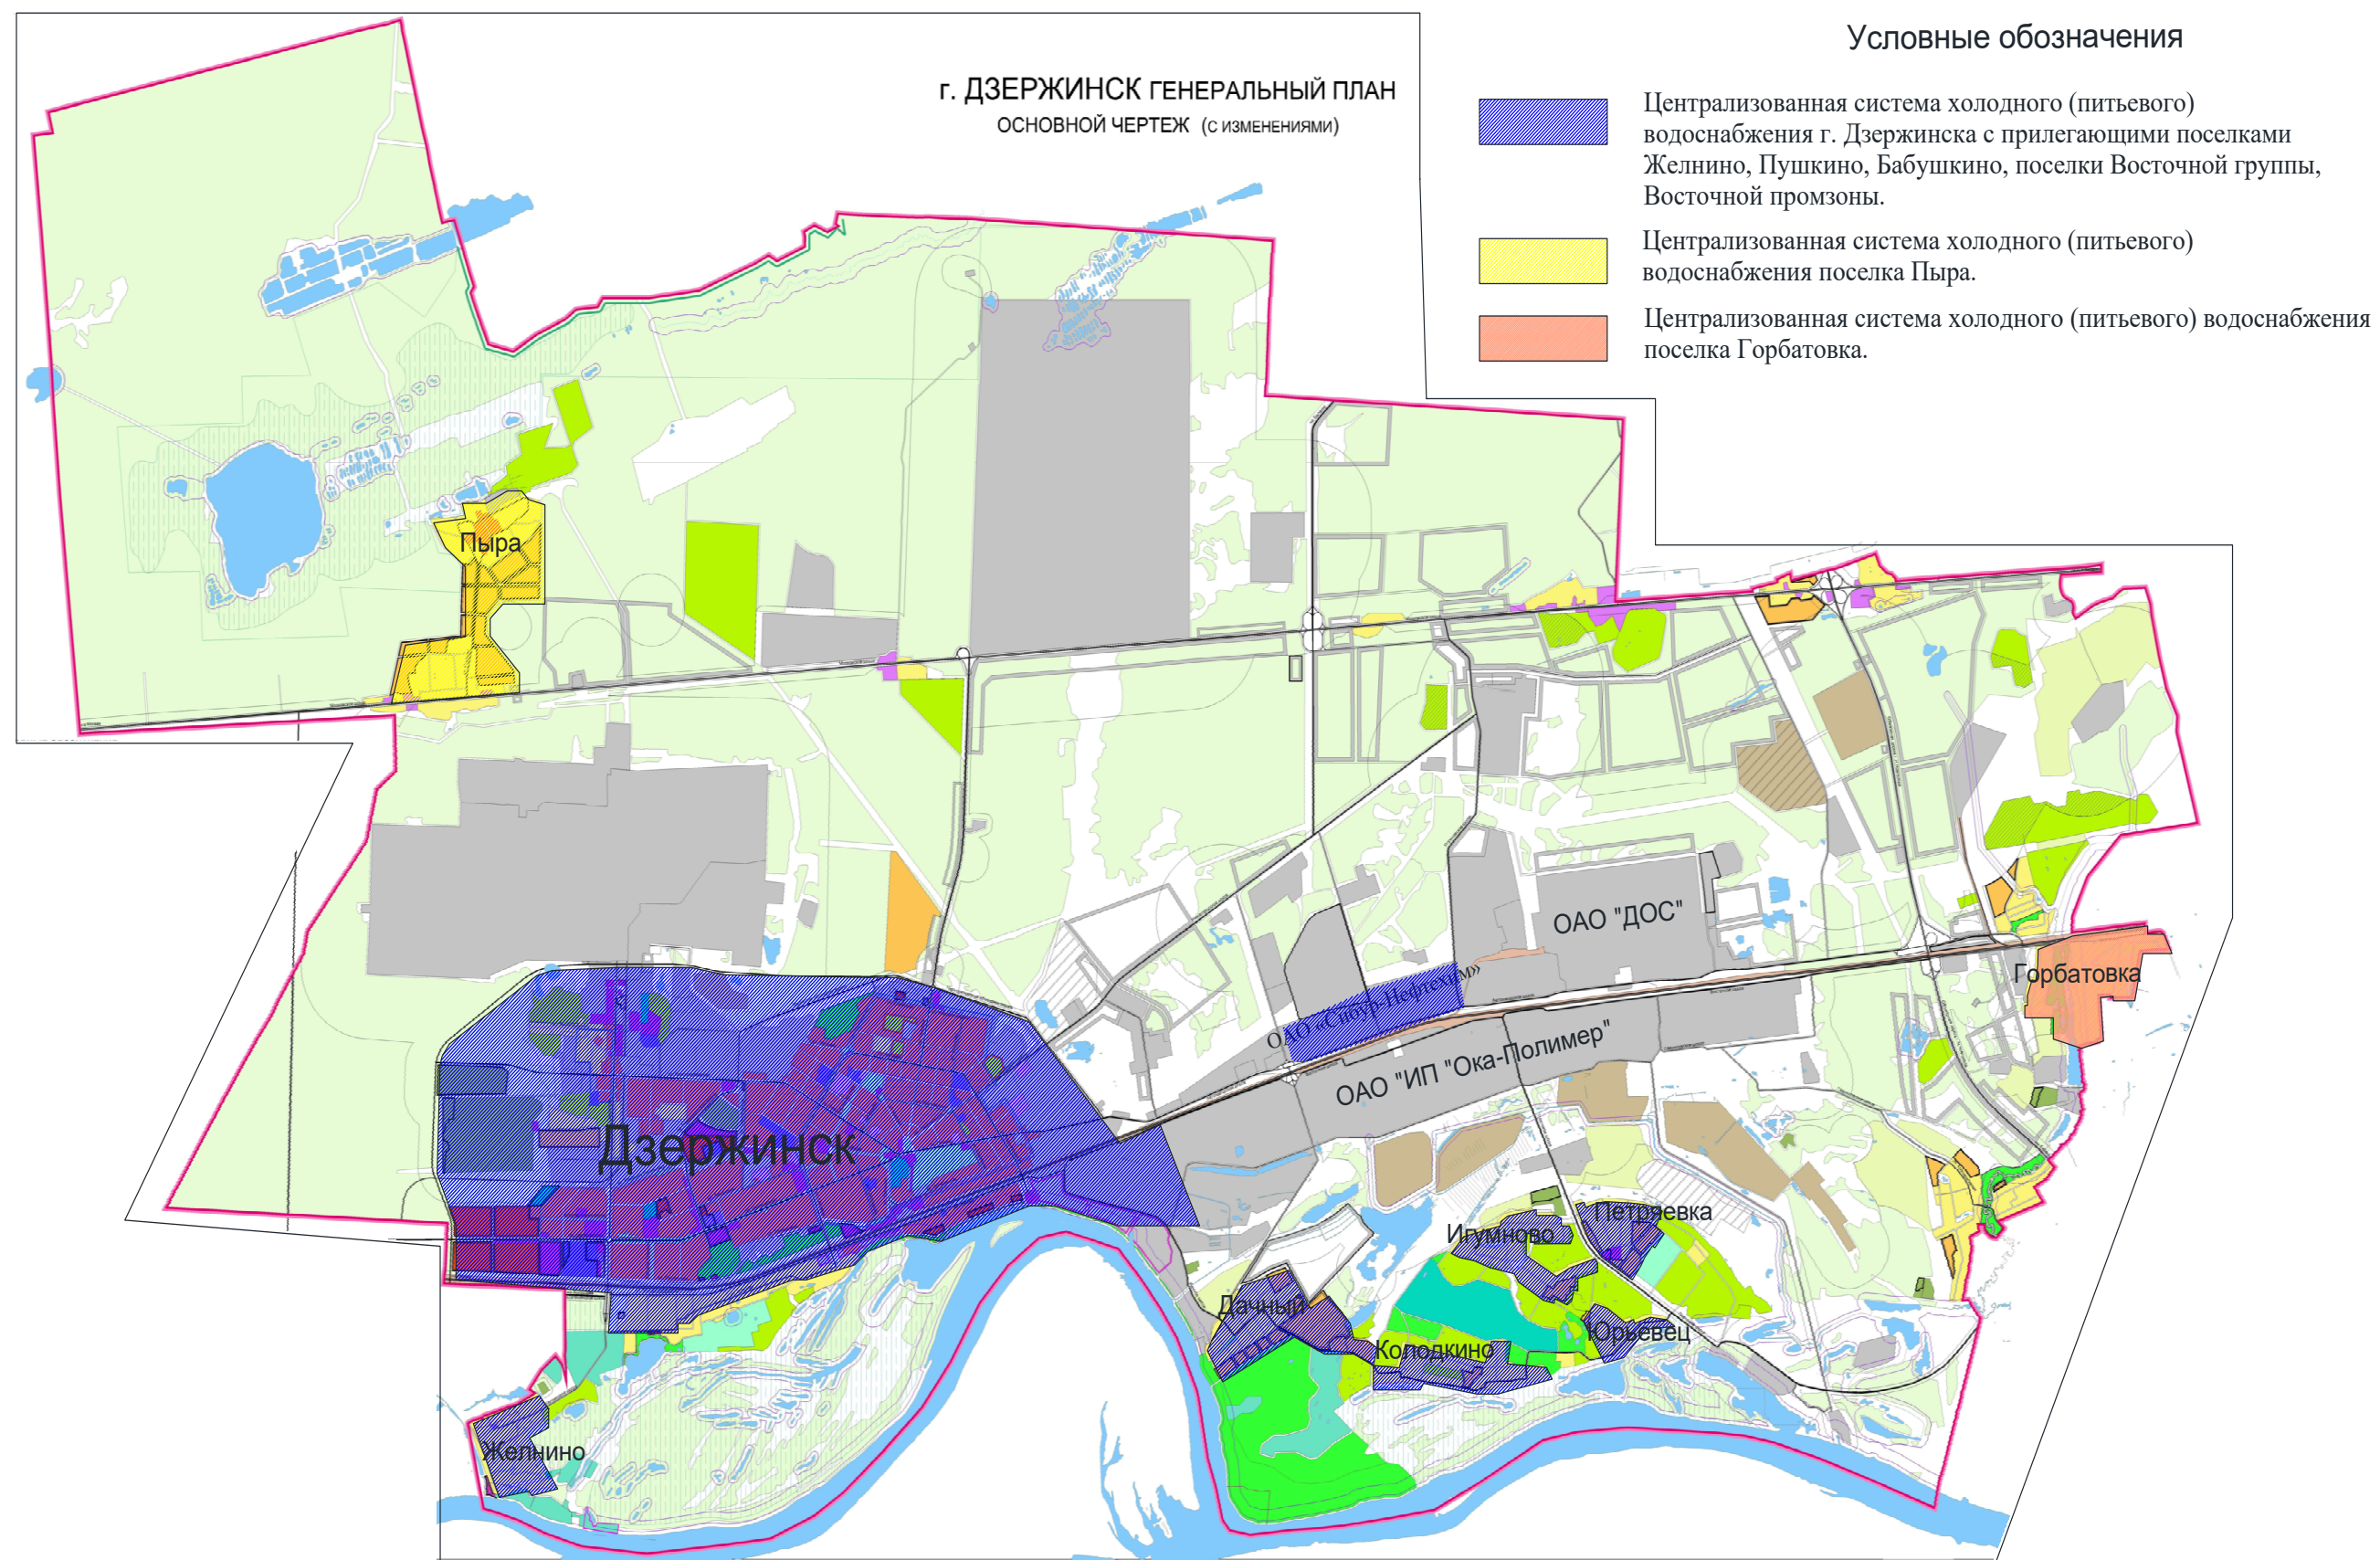 Условные обозначения
г. ДЗЕРЖИНСК ГЕНЕРАЛЬНЫЙ ПЛАН
ОСНОВНОЙ ЧЕРТЕЖ (С ИЗМЕНЕНИЯМИ)
Централизованная система холодного (питьевого)
водоснабжения г. Дзержинска с прилегающими поселками
Желнино, Пушкино, Бабушкино, поселки Восточной группы,
Восточной промзоны.
Централизованная система холодного (питьевого)
водоснабжения поселка Пыра.
Централизованная система холодного (питьевого) водоснабжения
поселка Горбатовка.
Пыра
ОАО "ДОС"
Горбатовка
ОАО «Сибур-Нефтехим»
ОАО "ИП "Ока-Полимер"
Дзержинск
Петряевка
Игумново
Дачный
Юрьевец
Колодкино
Желнино